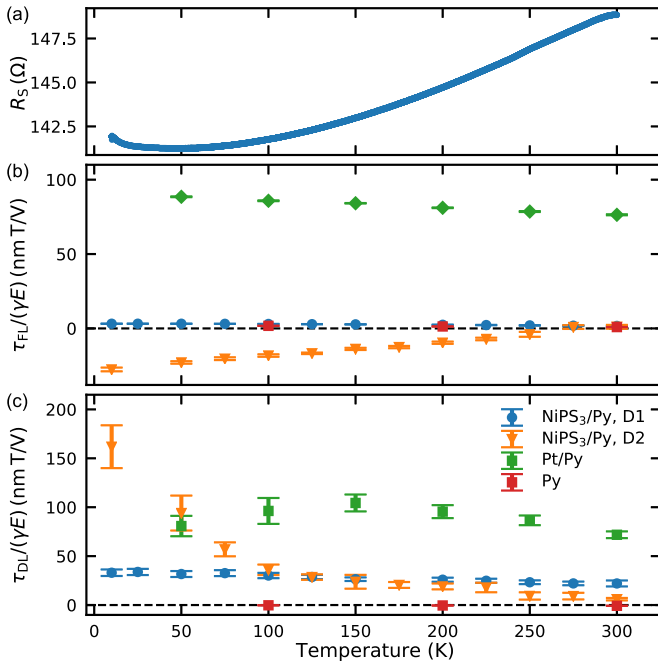 (a)
R_S (Ω)
147.5
145.0
142.5
(b)
τ_FL/(γE) (nm T/V)
100
50
0
(c)
τ_DL/(γE) (nm T/V)
200
150
100
50
0
NiPS₃/Py, D1
NiPS₃/Py, D2
Pt/Py
Py
0 50 100 150 200 250 300
Temperature (K)